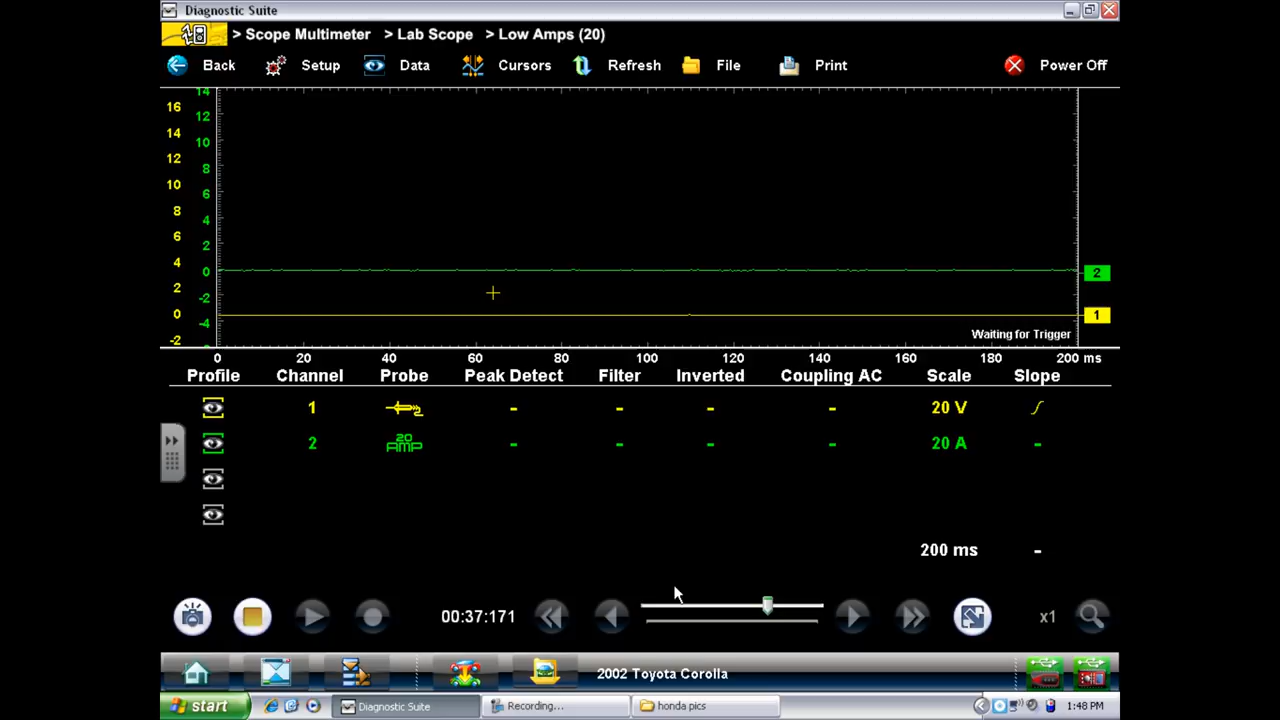 Diagnostic Suite
> Scope Multimeter > Lab Scope > Low Amps (20)
Back Setup Data Cursors Refresh File Print Power Off
14
16 12
14 10
12 8
10 6
8 4
6 2
4 0 2
2 -2
0 -4 1
-2
Waiting for Trigger
0 20 40 60 80 100 120 140 160 180 200 ms
Profile Channel Probe Peak Detect Filter Inverted Coupling AC Scale Slope
1 - - - - 20 V
2 20 AMP - - - - 20 A -
200 ms -
00:37:171 x1
2002 Toyota Corolla
start Diagnostic Suite Recording... honda pics 1:48 PM